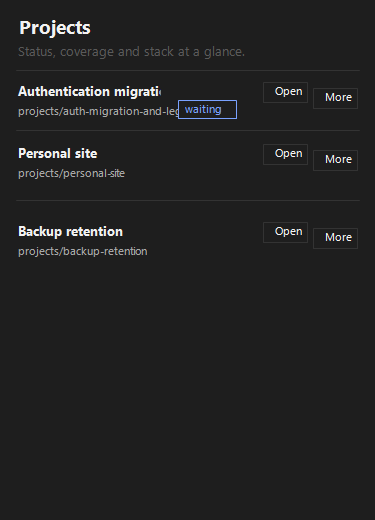 Projects
Status, coverage and stack at a glance.
Authentication migrati
Open
More
projects/auth-migration-and-leg
waiting
Personal site
Open
More
projects/personal-site
Backup retention
Open
More
projects/backup-retention